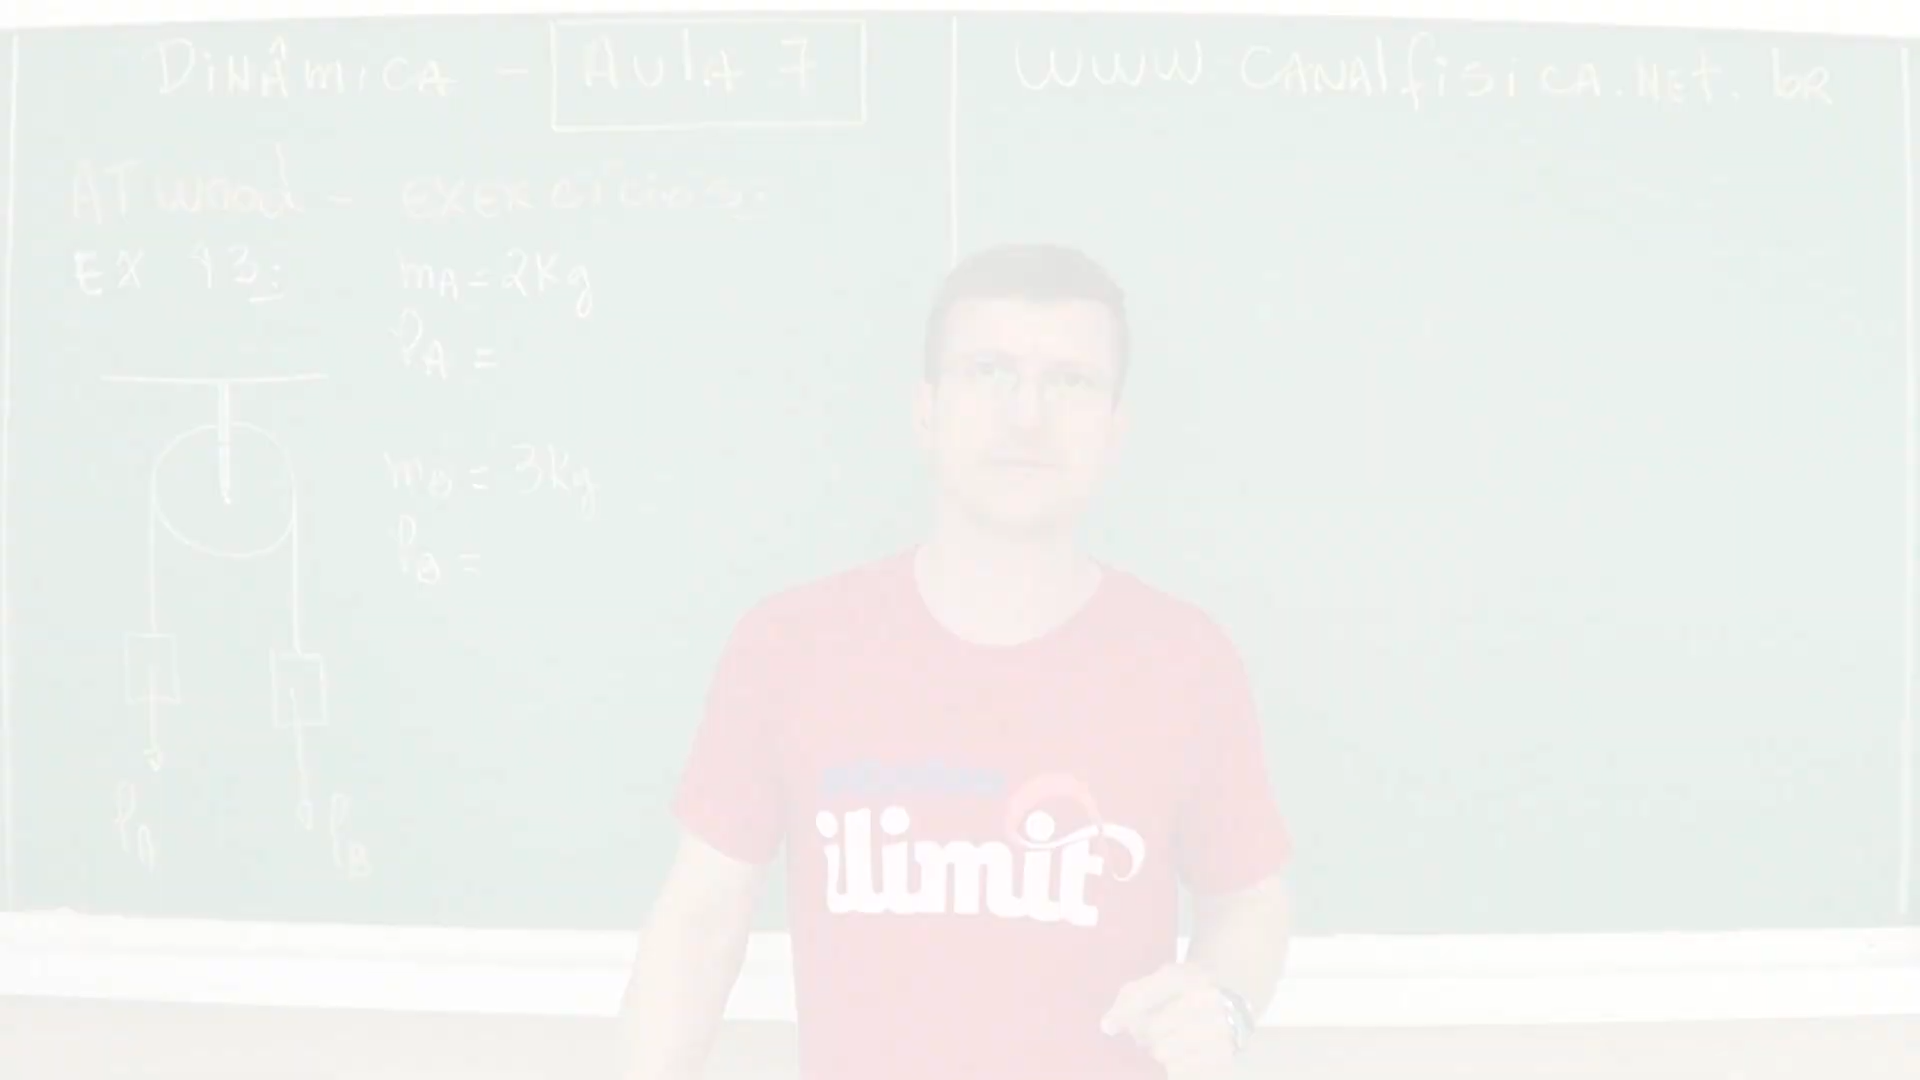 DINÂMICA - AULA 7
www.canalfisica.net.br
ATwood - EXERCÍCIOS:
EX 13:
mA = 2Kg
PA =
mB = 3Kg
PB =
PA
PB
ilimit